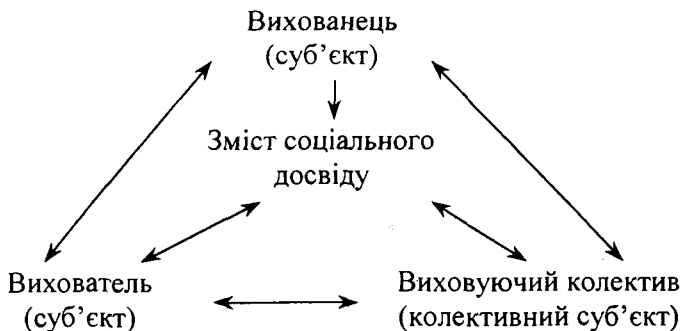 Вихованець
(суб’єкт)
Зміст соціального
досвіду
Вихователь
(суб’єкт)
Виховуючий колектив
(колективний суб’єкт)